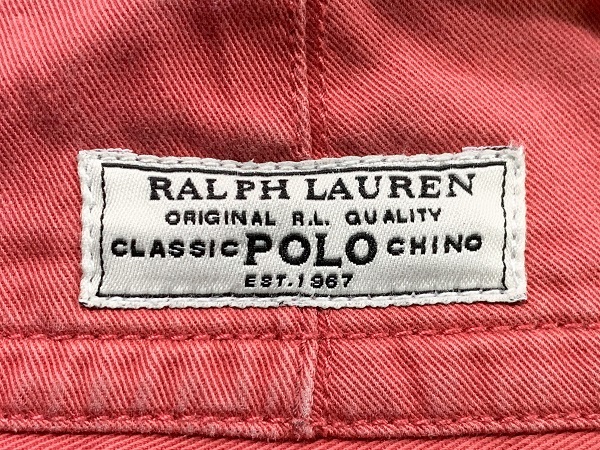 RALPH LAUREN
ORIGINAL R.L. QUALITY
CLASSIC POLO CHINO
EST. 1967